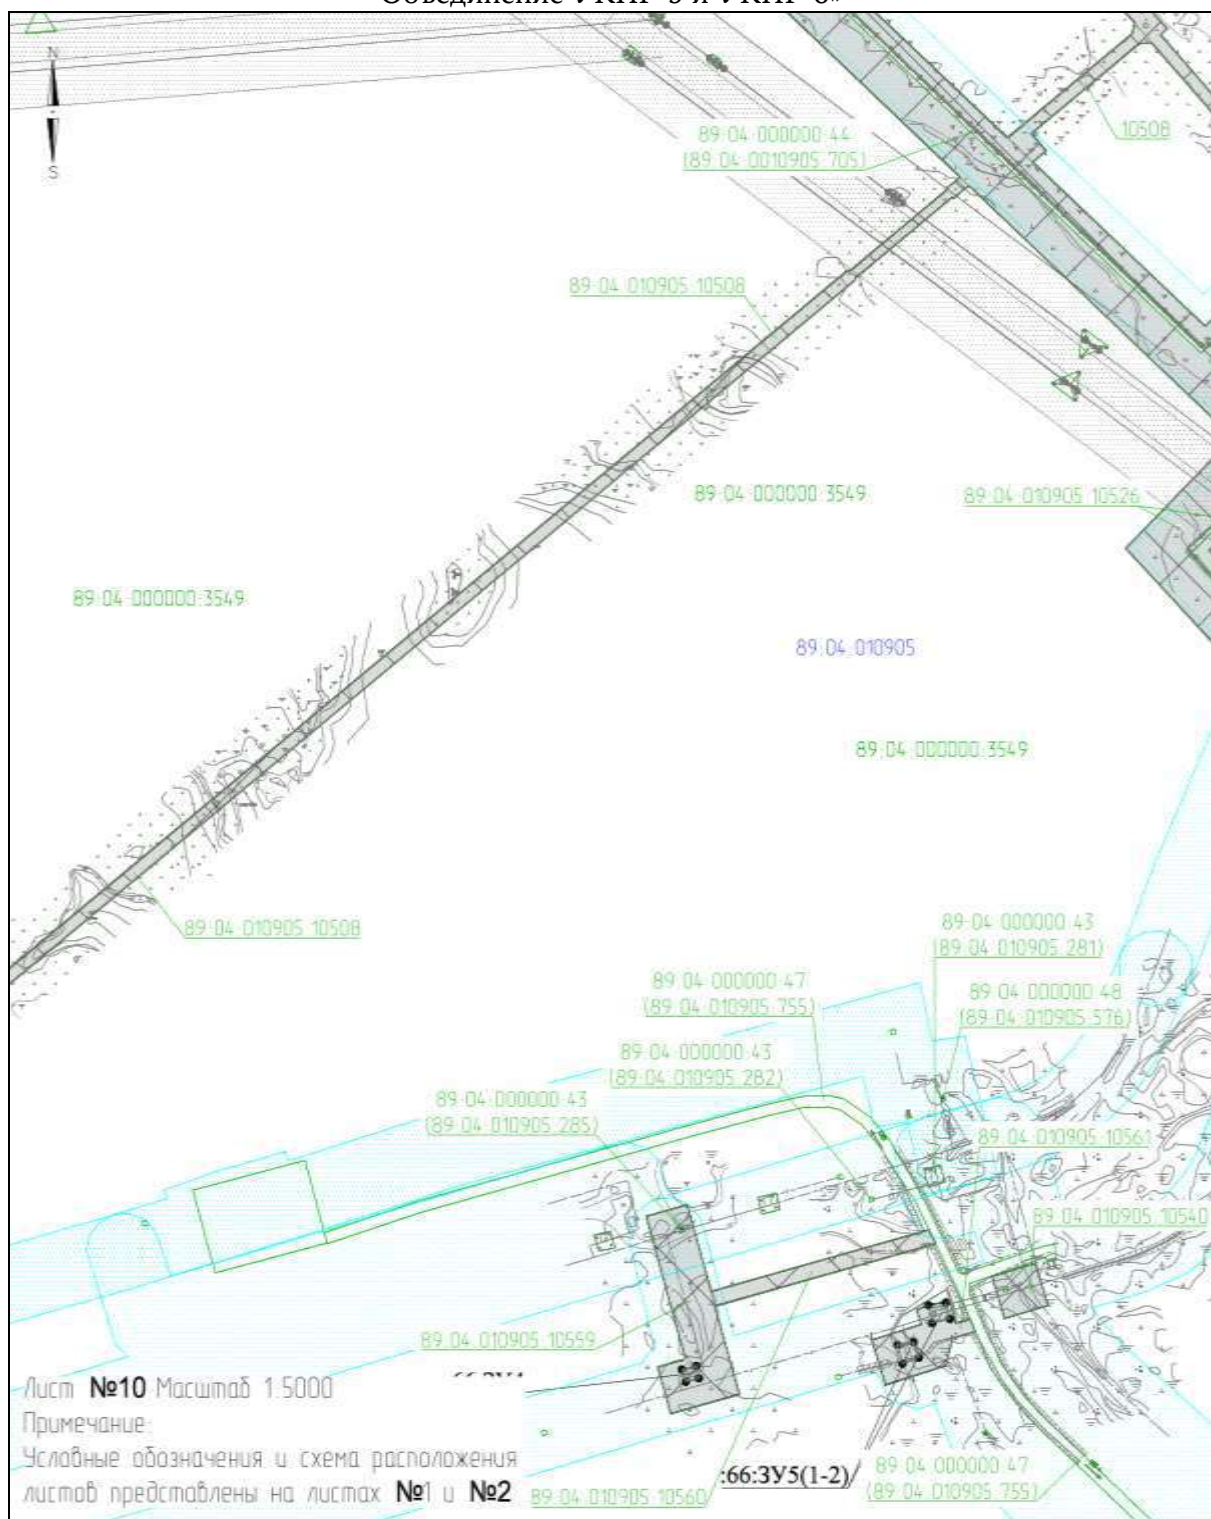 N
S
89 04 000000 44
(89 04 0010905 705)
10508
89 04 010905 10508
89 04 000000 3549
89 04 010905 10526
89 04 000000 3549
89:04:010905
89:04 000000:3549
89 04 010905 10508
89 04 000000 43
(89 04 010905 281)
89 04 000000 47
(89 04 010905 755)
89 04 000000 48
(89 04 010905 576)
89 04 000000 43
(89:04 010905 282)
89 04 000000 43
(89 04 010905 285)
89 04 010905 10561
89 04 010905 10540
89 04 010905 10559
Лист №10 Масштаб 1:5000
Примечание:
Условные обозначения и схема расположения
листов представлены на листах №1 и №2
:66:ЗУ5(1-2)/
89 04 010905 10560
89 04 000000 47
(89 04 010905 755)